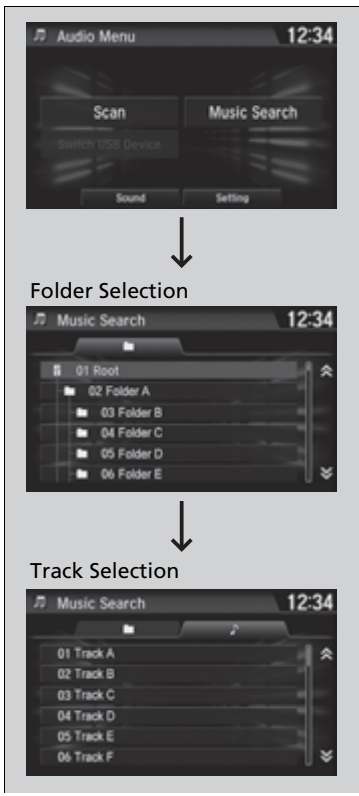 Audio Menu 12:34
Scan Music Search
Switch USB Device
Sound Setting
Folder Selection
Music Search 12:34
01 Root
02 Folder A
03 Folder B
04 Folder C
05 Folder D
06 Folder E
Track Selection
Music Search 12:34
01 Track A
02 Track B
03 Track C
04 Track D
05 Track E
06 Track F